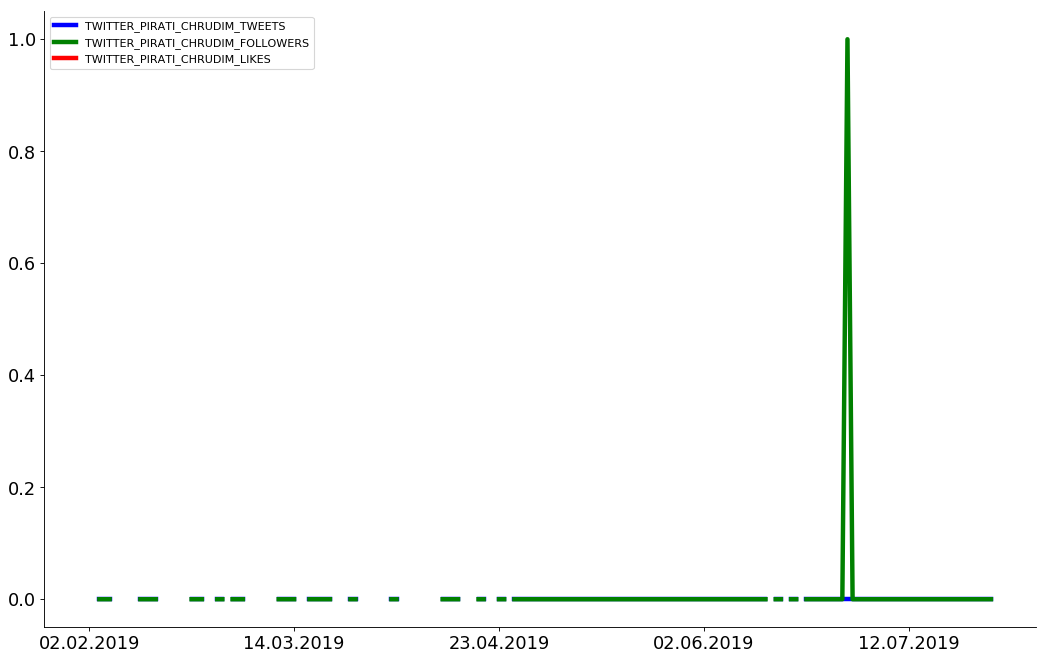 TWITTER_PIRATI_CHRUDIM_TWEETS
TWITTER_PIRATI_CHRUDIM_FOLLOWERS
TWITTER_PIRATI_CHRUDIM_LIKES
1.0
0.8
0.6
0.4
0.2
0.0
02.02.2019 14.03.2019 23.04.2019 02.06.2019 12.07.2019